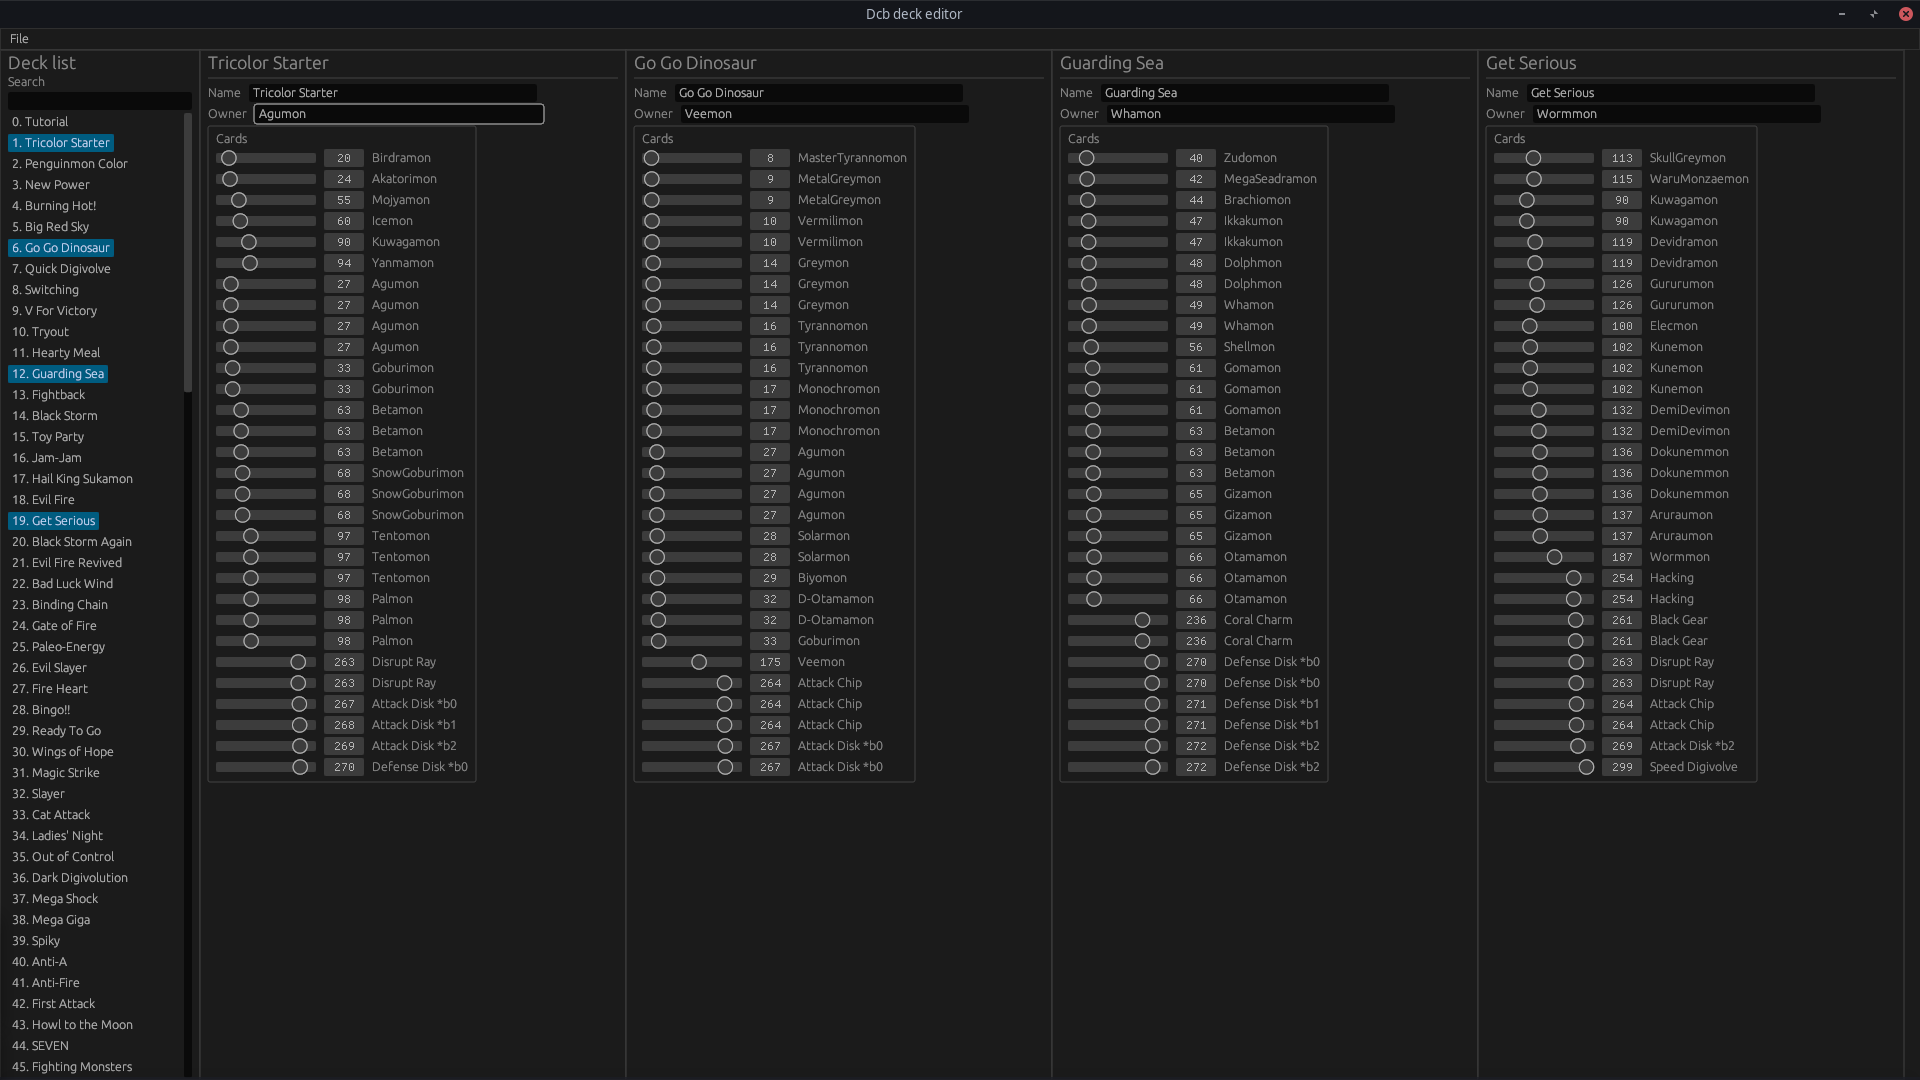 Dcb deck editor
File
Deck list
Search
0. Tutorial
1. Tricolor Starter
2. Penguinmon Color
3. New Power
4. Burning Hot!
5. Big Red Sky
6. Go Go Dinosaur
7. Quick Digivolve
8. Switching
9. V For Victory
10. Tryout
11. Hearty Meal
12. Guarding Sea
13. Fightback
14. Black Storm
15. Toy Party
16. Jam-Jam
17. Hail King Sukamon
18. Evil Fire
19. Get Serious
20. Black Storm Again
21. Evil Fire Revived
22. Bad Luck Wind
23. Binding Chain
24. Gate of Fire
25. Paleo-Energy
26. Evil Slayer
27. Fire Heart
28. Bingo!!
29. Ready To Go
30. Wings of Hope
31. Magic Strike
32. Slayer
33. Cat Attack
34. Ladies' Night
35. Out of Control
36. Dark Digivolution
37. Mega Shock
38. Mega Giga
39. Spiky
40. Anti-A
41. Anti-Fire
42. First Attack
43. Howl to the Moon
44. SEVEN
45. Fighting Monsters
Tricolor Starter
Name Tricolor Starter
Owner Agumon
Cards
20 Birdramon
24 Akatorimon
55 Mojyamon
60 Icemon
90 Kuwagamon
94 Yanmamon
27 Agumon
27 Agumon
27 Agumon
27 Agumon
33 Goburimon
33 Goburimon
63 Betamon
63 Betamon
63 Betamon
68 SnowGoburimon
68 SnowGoburimon
68 SnowGoburimon
97 Tentomon
97 Tentomon
97 Tentomon
98 Palmon
98 Palmon
98 Palmon
263 Disrupt Ray
263 Disrupt Ray
267 Attack Disk *b0
268 Attack Disk *b1
269 Attack Disk *b2
270 Defense Disk *b0
Go Go Dinosaur
Name Go Go Dinosaur
Owner Veemon
Cards
8 MasterTyrannomon
9 MetalGreymon
9 MetalGreymon
10 Vermilimon
10 Vermilimon
14 Greymon
14 Greymon
14 Greymon
16 Tyrannomon
16 Tyrannomon
16 Tyrannomon
17 Monochromon
17 Monochromon
17 Monochromon
27 Agumon
27 Agumon
27 Agumon
27 Agumon
28 Solarmon
28 Solarmon
29 Biyomon
32 D-Otamamon
32 D-Otamamon
33 Goburimon
175 Veemon
264 Attack Chip
264 Attack Chip
264 Attack Chip
267 Attack Disk *b0
267 Attack Disk *b0
Guarding Sea
Name Guarding Sea
Owner Whamon
Cards
40 Zudomon
42 MegaSeadramon
44 Brachiomon
47 Ikkakumon
47 Ikkakumon
48 Dolphmon
48 Dolphmon
49 Whamon
49 Whamon
56 Shellmon
61 Gomamon
61 Gomamon
61 Gomamon
63 Betamon
63 Betamon
63 Betamon
65 Gizamon
65 Gizamon
65 Gizamon
66 Otamamon
66 Otamamon
66 Otamamon
236 Coral Charm
236 Coral Charm
270 Defense Disk *b0
270 Defense Disk *b0
271 Defense Disk *b1
271 Defense Disk *b1
272 Defense Disk *b2
272 Defense Disk *b2
Get Serious
Name Get Serious
Owner Wormmon
Cards
113 SkullGreymon
115 WaruMonzaemon
90 Kuwagamon
90 Kuwagamon
119 Devidramon
119 Devidramon
126 Gururumon
126 Gururumon
100 Elecmon
102 Kunemon
102 Kunemon
102 Kunemon
132 DemiDevimon
132 DemiDevimon
136 Dokunemmon
136 Dokunemmon
136 Dokunemmon
137 Aruraumon
137 Aruraumon
187 Wormmon
254 Hacking
254 Hacking
261 Black Gear
261 Black Gear
263 Disrupt Ray
263 Disrupt Ray
264 Attack Chip
264 Attack Chip
269 Attack Disk *b2
299 Speed Digivolve